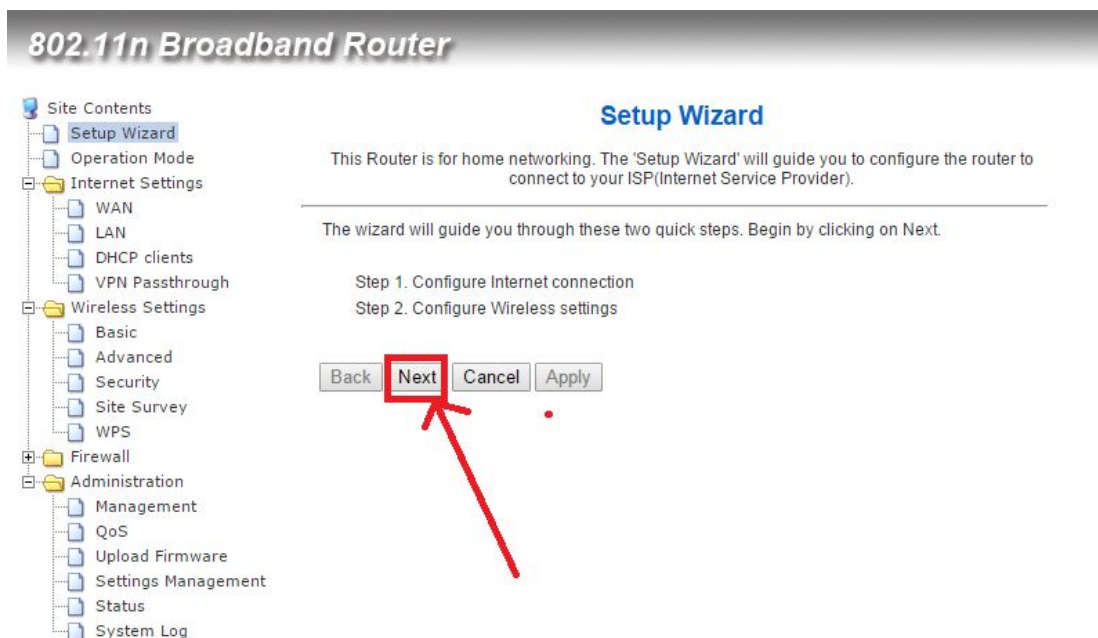 802.11n Broadband Router
Site Contents
Setup Wizard
Operation Mode
Internet Settings
WAN
LAN
DHCP clients
VPN Passthrough
Wireless Settings
Basic
Advanced
Security
Site Survey
WPS
Firewall
Administration
Management
QoS
Upload Firmware
Settings Management
Status
System Log
Setup Wizard
This Router is for home networking. The 'Setup Wizard' will guide you to configure the router to
connect to your ISP(Internet Service Provider).
The wizard will guide you through these two quick steps. Begin by clicking on Next.
Step 1. Configure Internet connection
Step 2. Configure Wireless settings
Back Next Cancel Apply